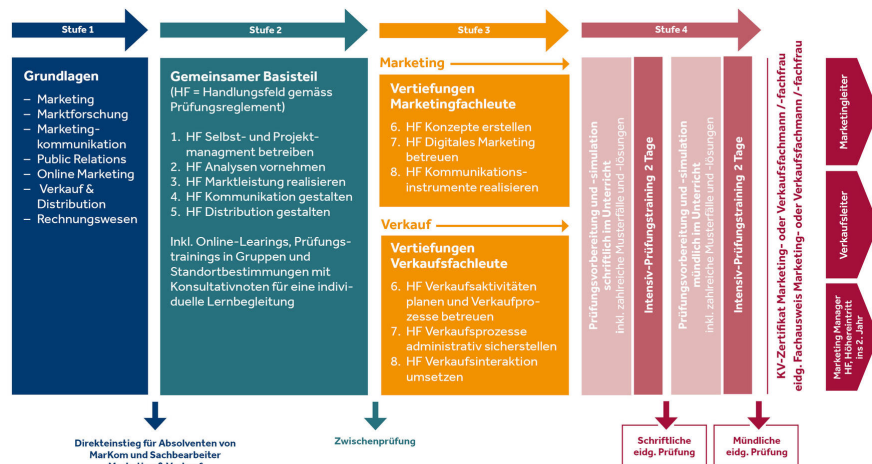 Stufe 1
Stufe 2
Stufe 3
Stufe 4
Grundlagen
– Marketing
– Marktforschung
– Marketing-
kommunikation
– Public Relations
– Online Marketing
– Verkauf &
Distribution
– Rechnungswesen
Gemeinsamer Basisteil
(HF = Handlungsfeld gemäss
Prüfungsreglement)
1. HF Selbst- und Projekt-
managment betreiben
2. HF Analysen vornehmen
3. HF Marktleistung realisieren
4. HF Kommunikation gestalten
5. HF Distribution gestalten
Inkl. Online-Learings, Prüfungs-
trainings in Gruppen und
Standortbestimmungen mit
Konsultativnoten für eine indivi-
duelle Lernbegleitung
Marketing
Vertiefungen
Marketingfachleute
6. HF Konzepte erstellen
7. HF Digitales Marketing
betreuen
8. HF Kommunikations-
instrumente realisieren
Verkauf
Vertiefungen
Verkaufsfachleute
6. HF Verkaufsaktivitäten
planen und Verkaufpro-
zesse betreuen
7. HF Verkaufsprozesse
administrativ sicherstellen
8. HF Verkaufsinteraktion
umsetzen
Prüfungsvorbereitung und -simulation
schriftlich im Unterricht
inkl. zahlreiche Musterfälle und -lösungen
Intensiv-Prüfungstraining 2 Tage
Prüfungsvorbereitung und -simulation
mündlich im Unterricht
inkl. zahlreiche Musterfälle und -lösungen
Intensiv-Prüfungstraining 2 Tage
KV-Zertifikat Marketing- oder Verkaufsfachmann /-fachfrau
eidg. Fachausweis Marketing- oder Verkaufsfachmann /-fachfrau
Marketingleiter
Verkaufsleiter
Marketing Manager
HF, Höhereintritt
ins 2. Jahr
Direkteinstieg für Absolventen von
MarKom und Sachbearbeiter
Zwischenprüfung
Schriftliche
eidg. Prüfung
Mündliche
eidg. Prüfung